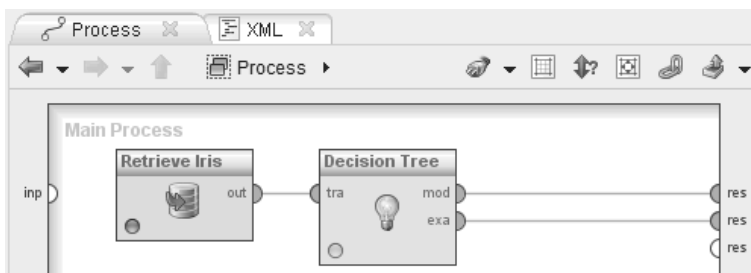 Process
XML
Process
Main Process
Retrieve Iris
Decision Tree
inp
out
tra
mod
res
exa
res
res